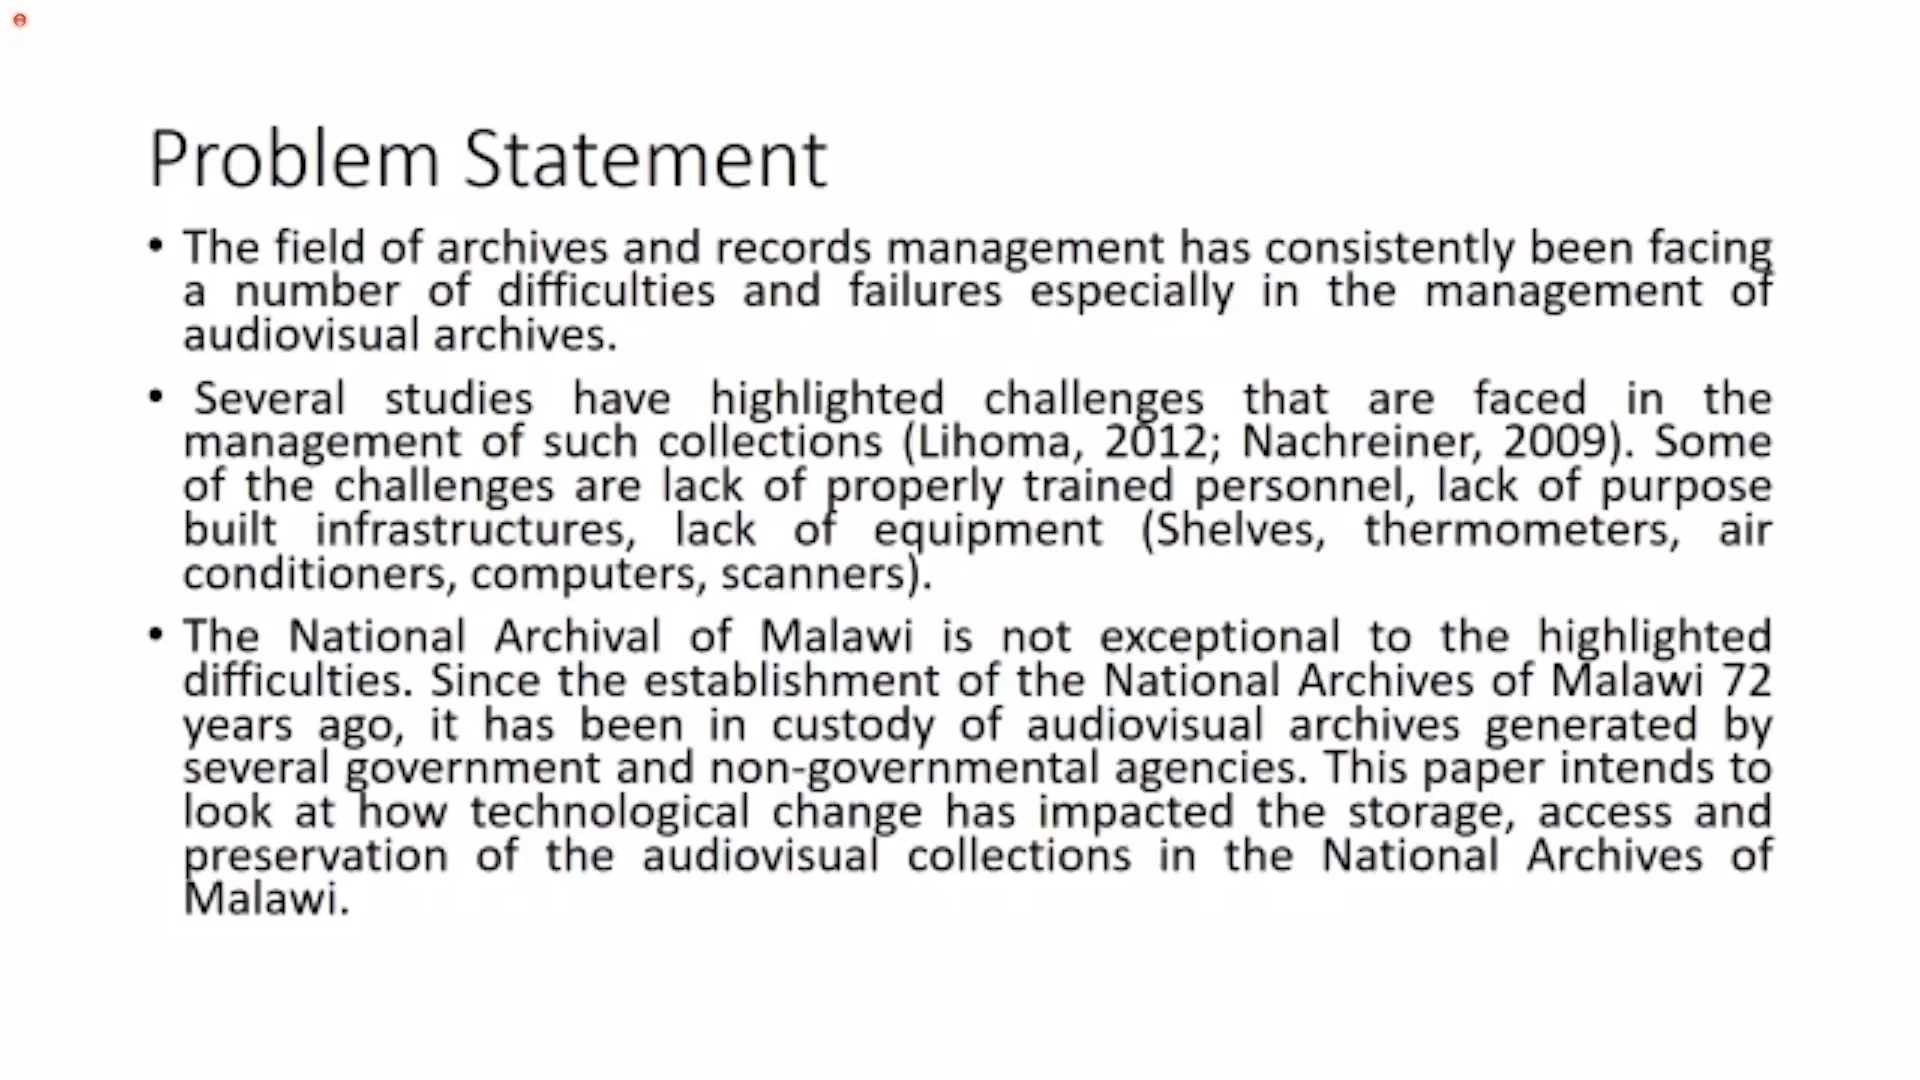 Problem Statement
• The field of archives and records management has consistently been facing
a number of difficulties and failures especially in the management of
audiovisual archives.
• Several studies have highlighted challenges that are faced in the
management of such collections (Lihoma, 2012; Nachreiner, 2009). Some
of the challenges are lack of properly trained personnel, lack of purpose
built infrastructures, lack of equipment (Shelves, thermometers, air
conditioners, computers, scanners).
• The National Archival of Malawi is not exceptional to the highlighted
difficulties. Since the establishment of the National Archives of Malawi 72
years ago, it has been in custody of audiovisual archives generated by
several government and non-governmental agencies. This paper intends to
look at how technological change has impacted the storage, access and
preservation of the audiovisual collections in the National Archives of
Malawi.